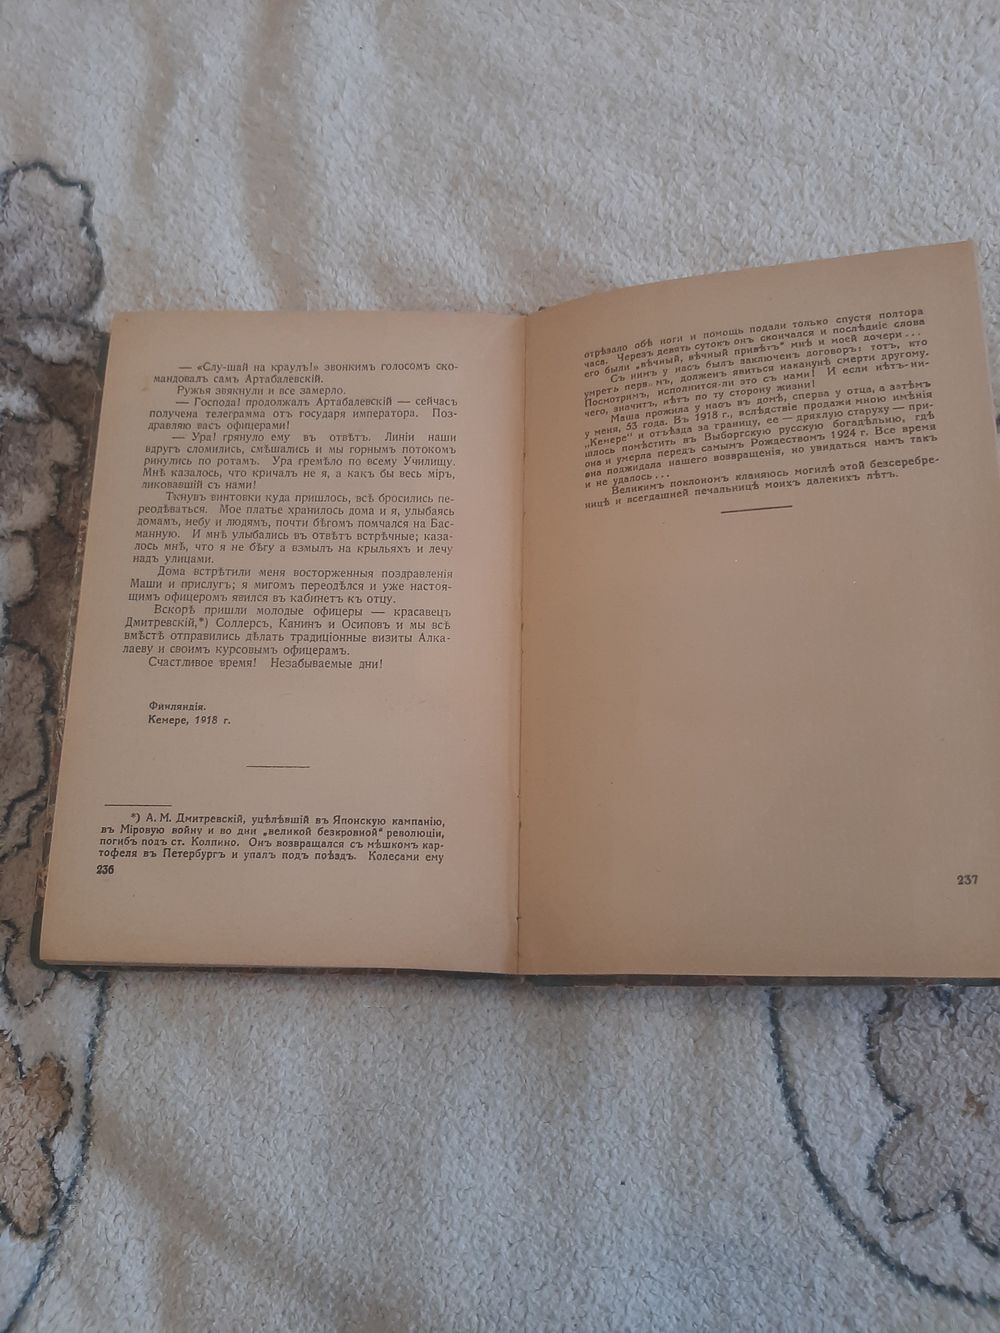 — «Слу-шай на краулъ!» звонкимъ голосомъ ско-
мандовалъ самъ Артабалевскій.
Ружья звякнули и все замерло.
— Господа! продолжалъ Артабалевскій — сейчасъ
получена телеграмма отъ государя императора. Поз-
дравляю васъ офицерами!
— Ура! грянуло ему въ отвѣтъ. Линіи наши
вдругъ сломились, смѣшались и мы горнымъ потокомъ
ринулись по ротамъ. Ура гремѣло по всему Училищу.
Мнѣ казалось, что кричалъ не я, а какъ бы весь міръ,
ликовавшій съ нами!
Ткнувъ винтовки куда пришлось, всѣ бросились пе-
реодѣваться. Мое платье хранилось дома и я, улыбаясь
домамъ, небу и людямъ, почти бѣгомъ помчался на Бас-
манную. И мнѣ улыбались въ отвѣтъ встрѣчные; каза-
лось мнѣ, что я не бѣгу а взмылъ на крыльяхъ и лечу
надъ улицами.
Дома встрѣтили меня восторженныя поздравленія
Маши и прислугъ; я мигомъ переодѣлся и уже настоя-
щимъ офицеромъ явился въ кабинетъ къ отцу.
Вскорѣ пришли молодые офицеры — красавецъ
Дмитревскій,*) Соллерсъ, Канинъ и Осиповъ и мы всѣ
вмѣстѣ отправились дѣлать традиціонные визиты Алка-
лаеву и своимъ курсовымъ офицерамъ.
Счастливое время! Незабываемые дни!
Финляндія.
Кемере, 1918 г.
*) А. М. Дмитревскій, уцѣлѣвшій въ Японскую кампанію,
въ Міровую войну и во дни „великой безкровной“ революціи,
погибъ подъ ст. Колпино. Онъ возвращался съ мѣшкомъ кар-
тофеля въ Петербургъ и упалъ подъ поѣздъ. Колесами ему
236
отрѣзало обѣ ноги и помощь подали только спустя полтора
часа. Черезъ девять сутокъ онъ скончался и послѣдніе слова
его были „вѣчный, вѣчный привѣтъ“ мнѣ и моей дочери...
Съ нимъ у насъ былъ заключенъ договоръ: тотъ, кто
умретъ мъ, долженъ явиться наканунѣ смерти другому.
Посмотримъ, исполнится-ли это съ нами! И если нѣтъ-ни-
чего, значитъ, нѣтъ по ту сторону жизни!
Маша прожила у насъ въ домѣ, сперва у отца, а затѣмъ
у меня, 53 года. Въ 1918 г., вслѣдствіе продажи мною имѣнія
„Кемере“ и отъѣзда за границу, ее — дряхлую старуху — при-
шлось помѣстить въ Выборгскую русскую богадѣльню, гдѣ
она и умерла передъ самымъ Рождествомъ 1924 г. Все время
она поджидала нашего возвращенія, но увидаться намъ такъ
и не удалось...
Великимъ поклономъ кланяюсь могилѣ этой безсеребре-
ницѣ и всегдашней печальницѣ моихъ далекихъ лѣтъ.
237